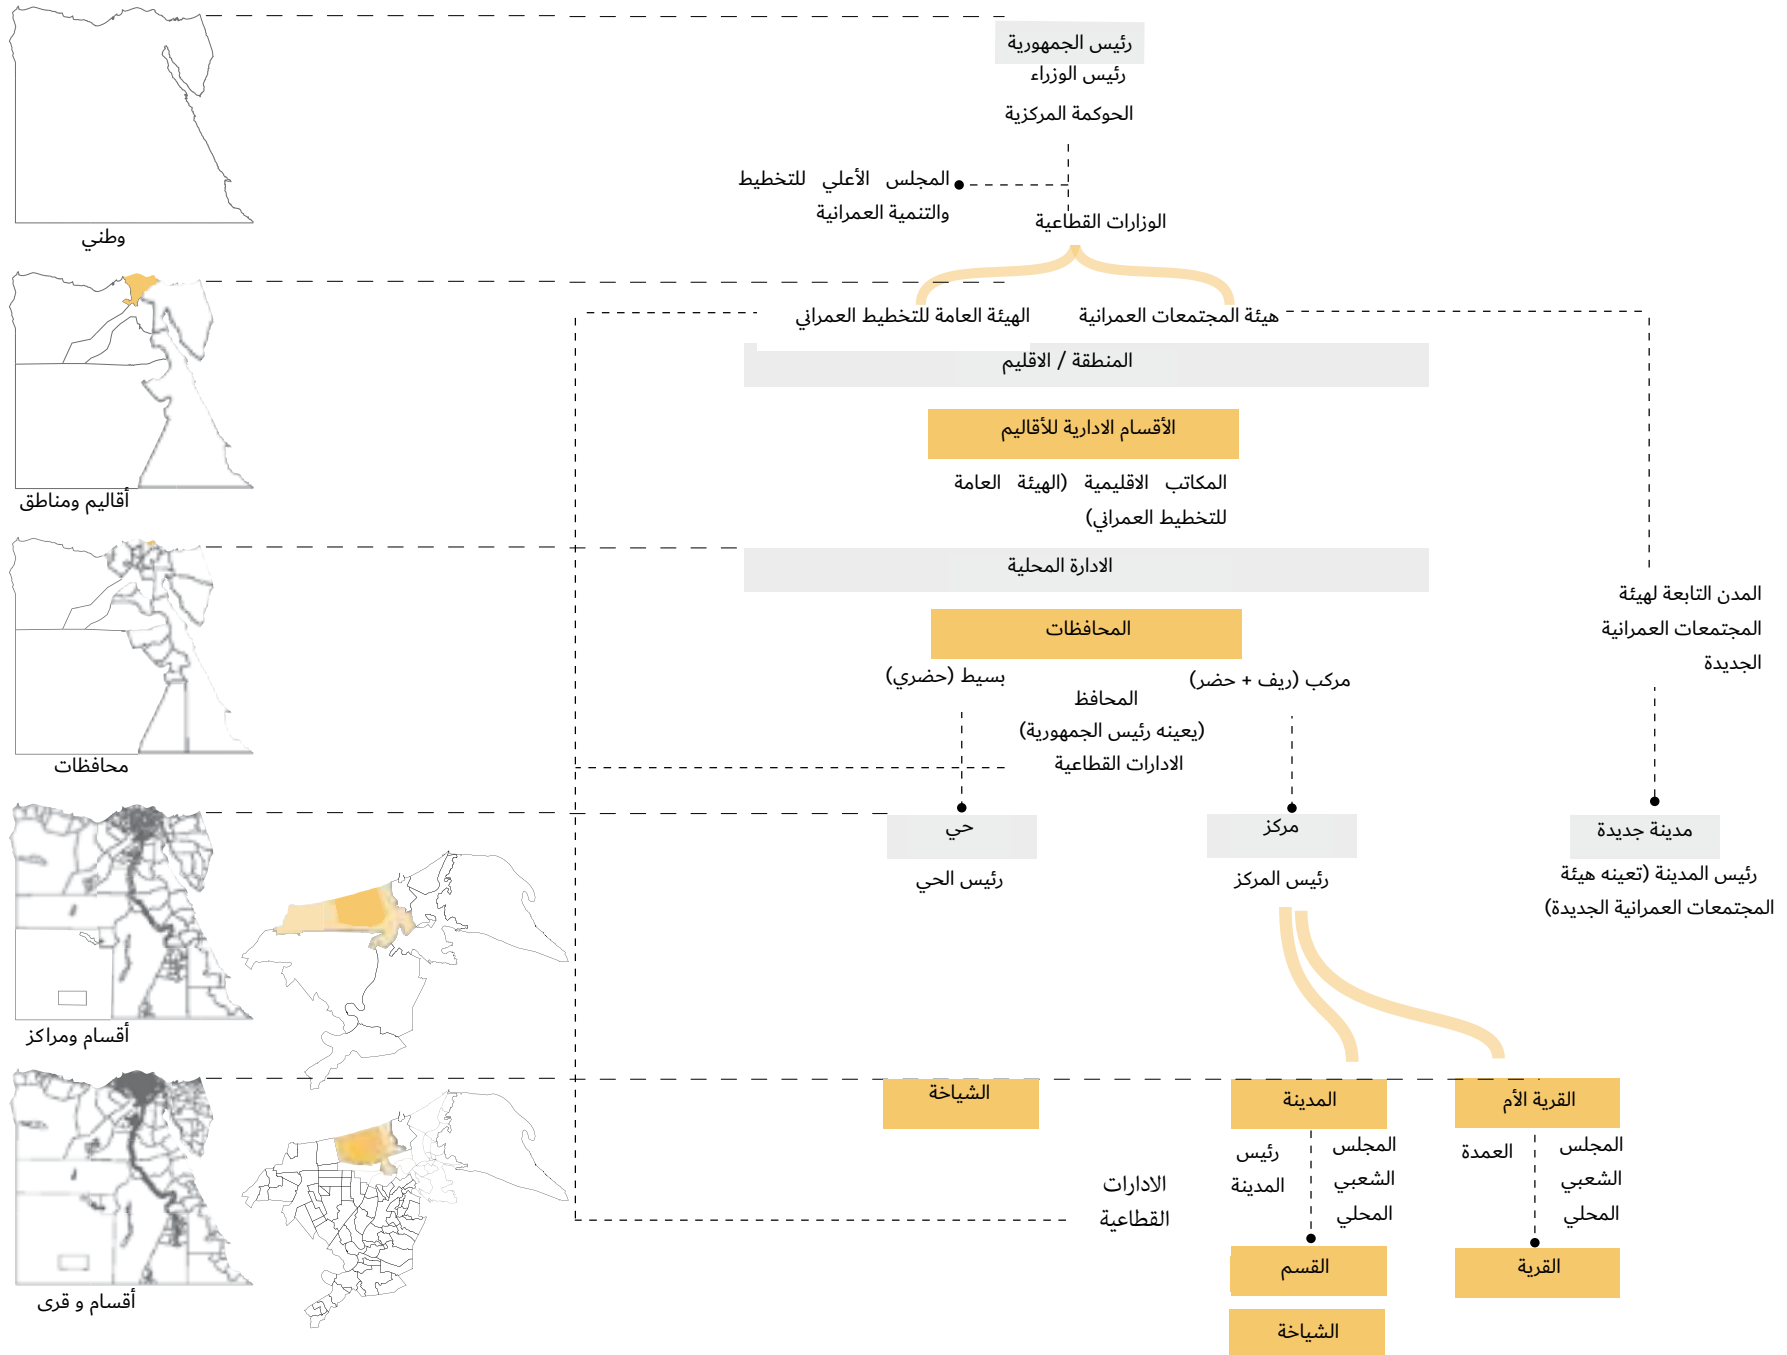 رئيس الجمهورية
رئيس الوزراء
الحوكمة المركزية
المجلس الأعلي للتخطيط
والتنمية العمرانية
الوزارات القطاعية
وطني
هيئة المجتمعات العمرانية
الهيئة العامة للتخطيط العمراني
المنطقة / الاقليم
الأقسام الادارية للأقاليم
المكاتب الاقليمية (الهيئة العامة
للتخطيط العمراني)
أقاليم ومناطق
الادارة المحلية
المحافظات
المدن التابعة لهيئة
المجتمعات العمرانية
الجديدة
مركب (ريف + حضر)
بسيط (حضري)
المحافظ
(يعينه رئيس الجمهورية)
الادارات القطاعية
محافظات
مدينة جديدة
مركز
حي
رئيس المدينة (تعينه هيئة
المجتمعات العمرانية الجديدة)
رئيس المركز
رئيس الحي
أقسام ومراكز
القرية الأم
المدينة
الشياخة
المجلس
الشعبي
المحلي
العمدة
المجلس
الشعبي
المحلي
رئيس
المدينة
الادارات
القطاعية
القرية
القسم
الشياخة
أقسام و قرى